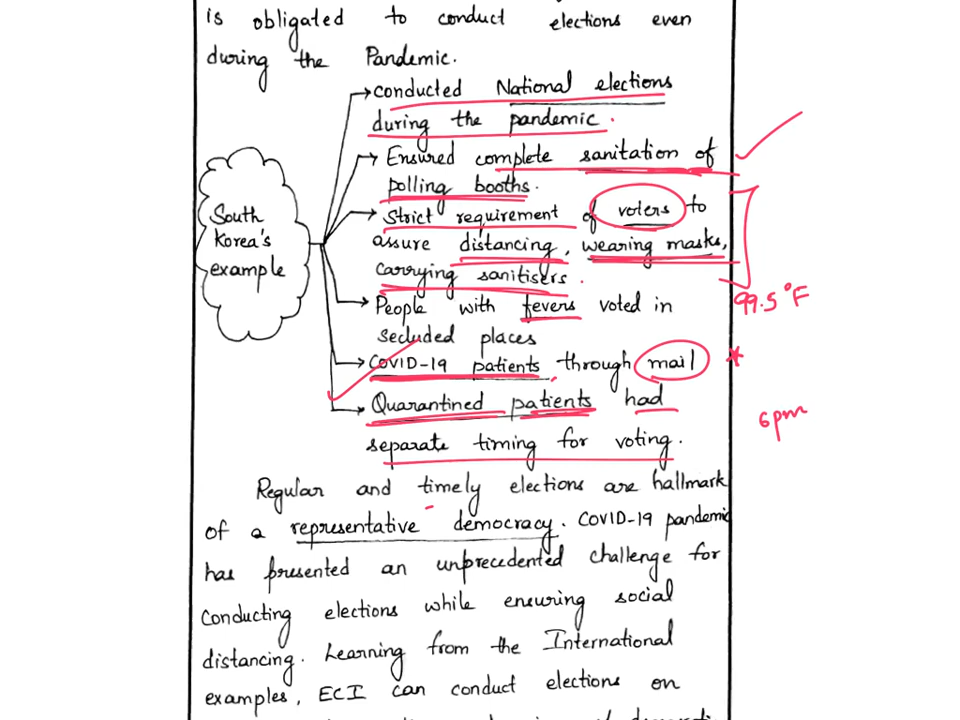 is obligated to conduct elections even
during the Pandemic.
conducted National elections
during the pandemic.
Ensured complete sanitation of
polling booths.
South
Korea's
example
Strict requirement of voters to
assure distancing, wearing masks,
carrying sanitisers.
99.5°F
People with fevers voted in
secluded places
COVID-19 patients through mail
Quarantined patients had
6pm
separate timing for voting.
Regular and timely elections are hallmark
of a representative democracy. COVID-19 pandemic
has presented an unprecedented challenge for
conducting elections while ensuring social
distancing. Learning from the International
examples, ECI can conduct elections on